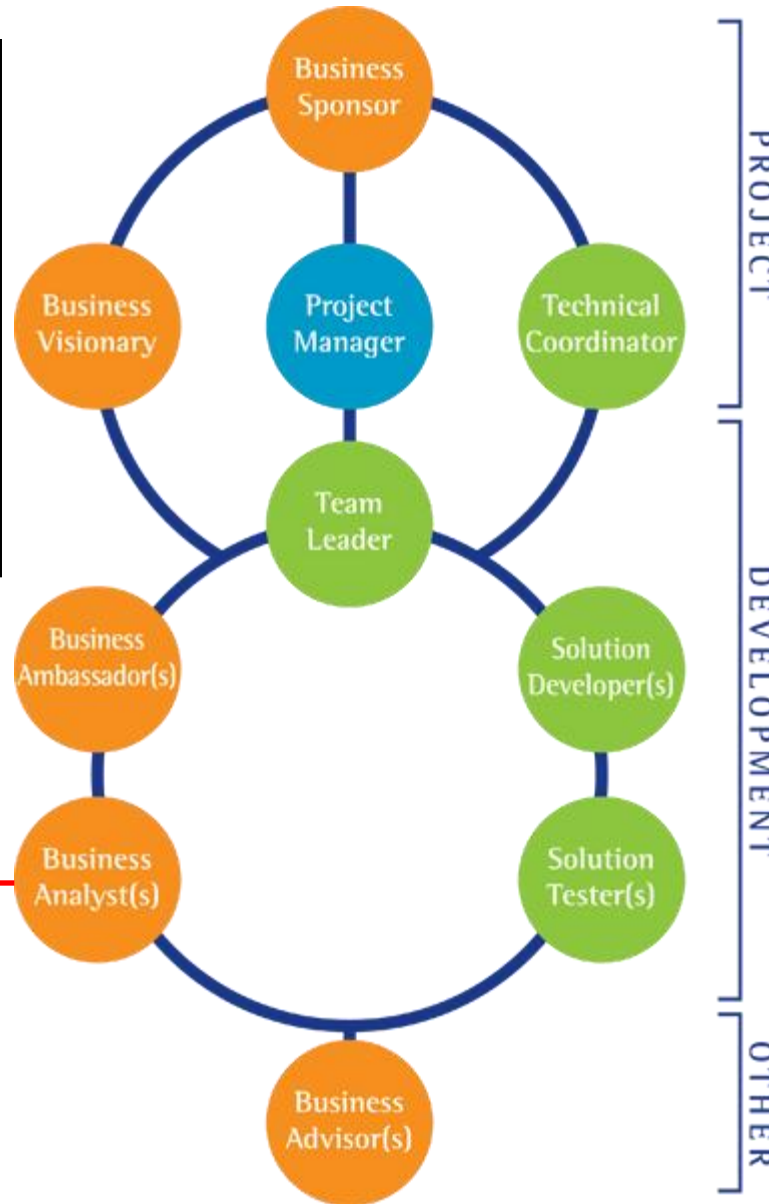 Business
Sponsor
Business
Visionary
Project
Manager
Technical
Coordinator
PROJECT
Team
Leader
Business
Ambassador(s)
Solution
Developer(s)
Business
Analyst(s)
Solution
Tester(s)
DEVELOPMENT
Business
Advisor(s)
OTHER